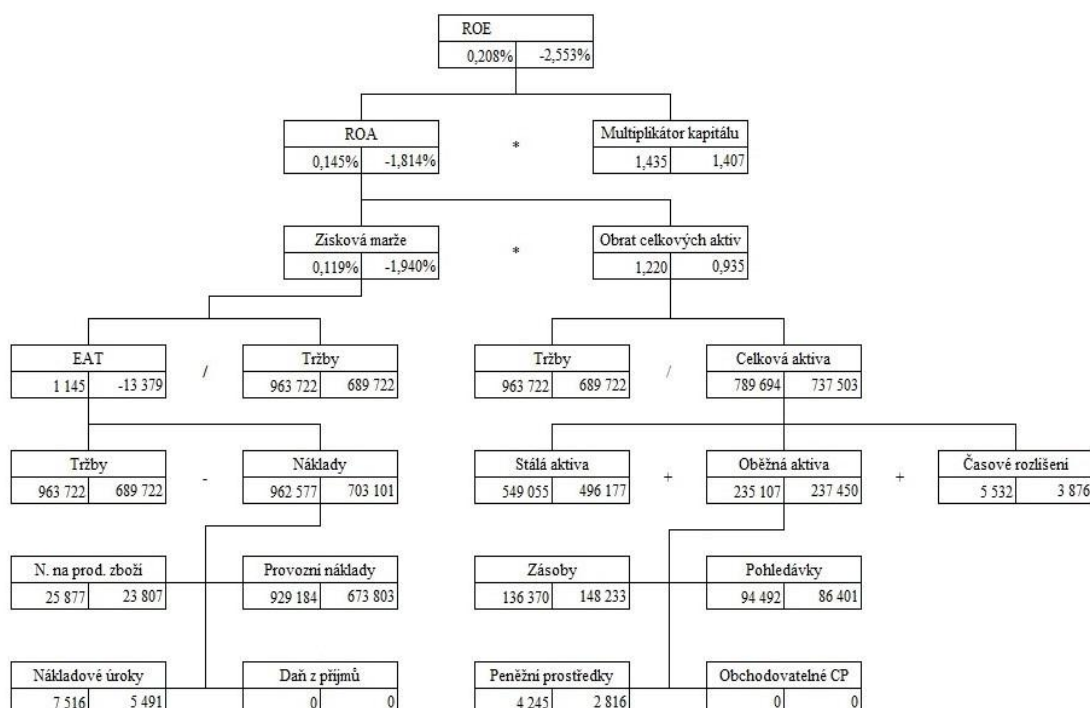 ROE
0,208% -2,553%
ROA * Multiplikátor kapitálu
0,145% -1,814% 1,435 1,407
Zisková marže * Obrat celkových aktiv
0,119% -1,940% 1,220 0,935
EAT / Tržby Tržby / Celková aktiva
1 145 -13 379 963 722 689 722 963 722 689 722 789 694 737 503
Tržby - Náklady Stálá aktiva + Oběžná aktiva + Časové rozlišení
963 722 689 722 962 577 703 101 549 055 496 177 235 107 237 450 5 532 3 876
N. na prod. zboží Provozní náklady Zásoby Pohledávky
25 877 23 807 929 184 673 803 136 370 148 233 94 492 86 401
Nákladové úroky Daň z příjmů Peněžní prostředky Obchodovatelné CP
7 516 5 491 0 0 4 245 2 816 0 0